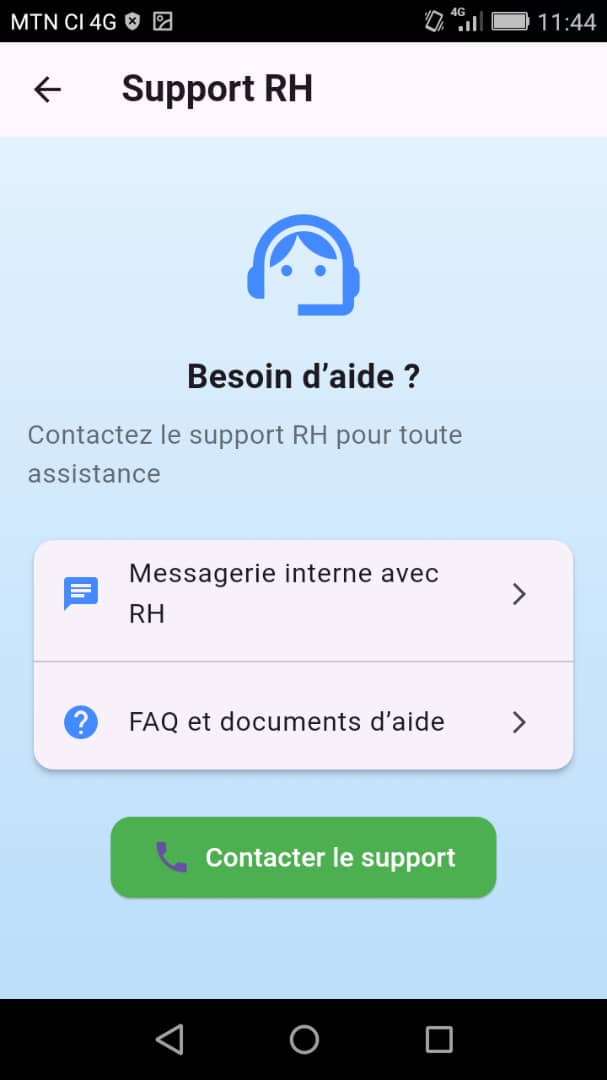 MTN CI 4G
4G
11:44
Support RH
Besoin d’aide ?
Contactez le support RH pour toute
assistance
Messagerie interne avec
RH
FAQ et documents d’aide
Contacter le support